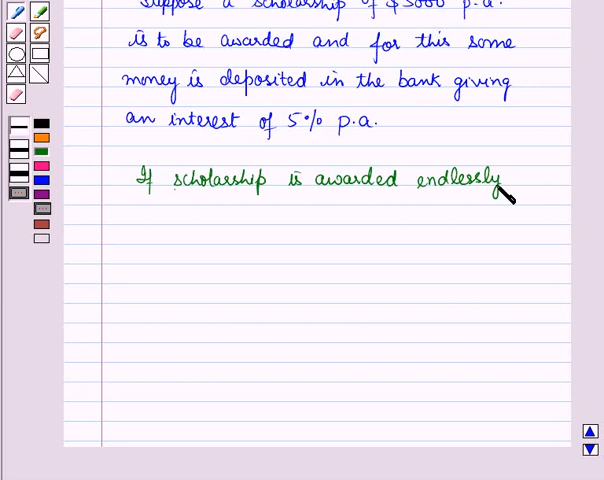 Suppose a scholarship of $ 5000 p.a.
is to be awarded and for this some
money is deposited in the bank giving
an interest of 5% p.a.
If scholarship is awarded endlessly